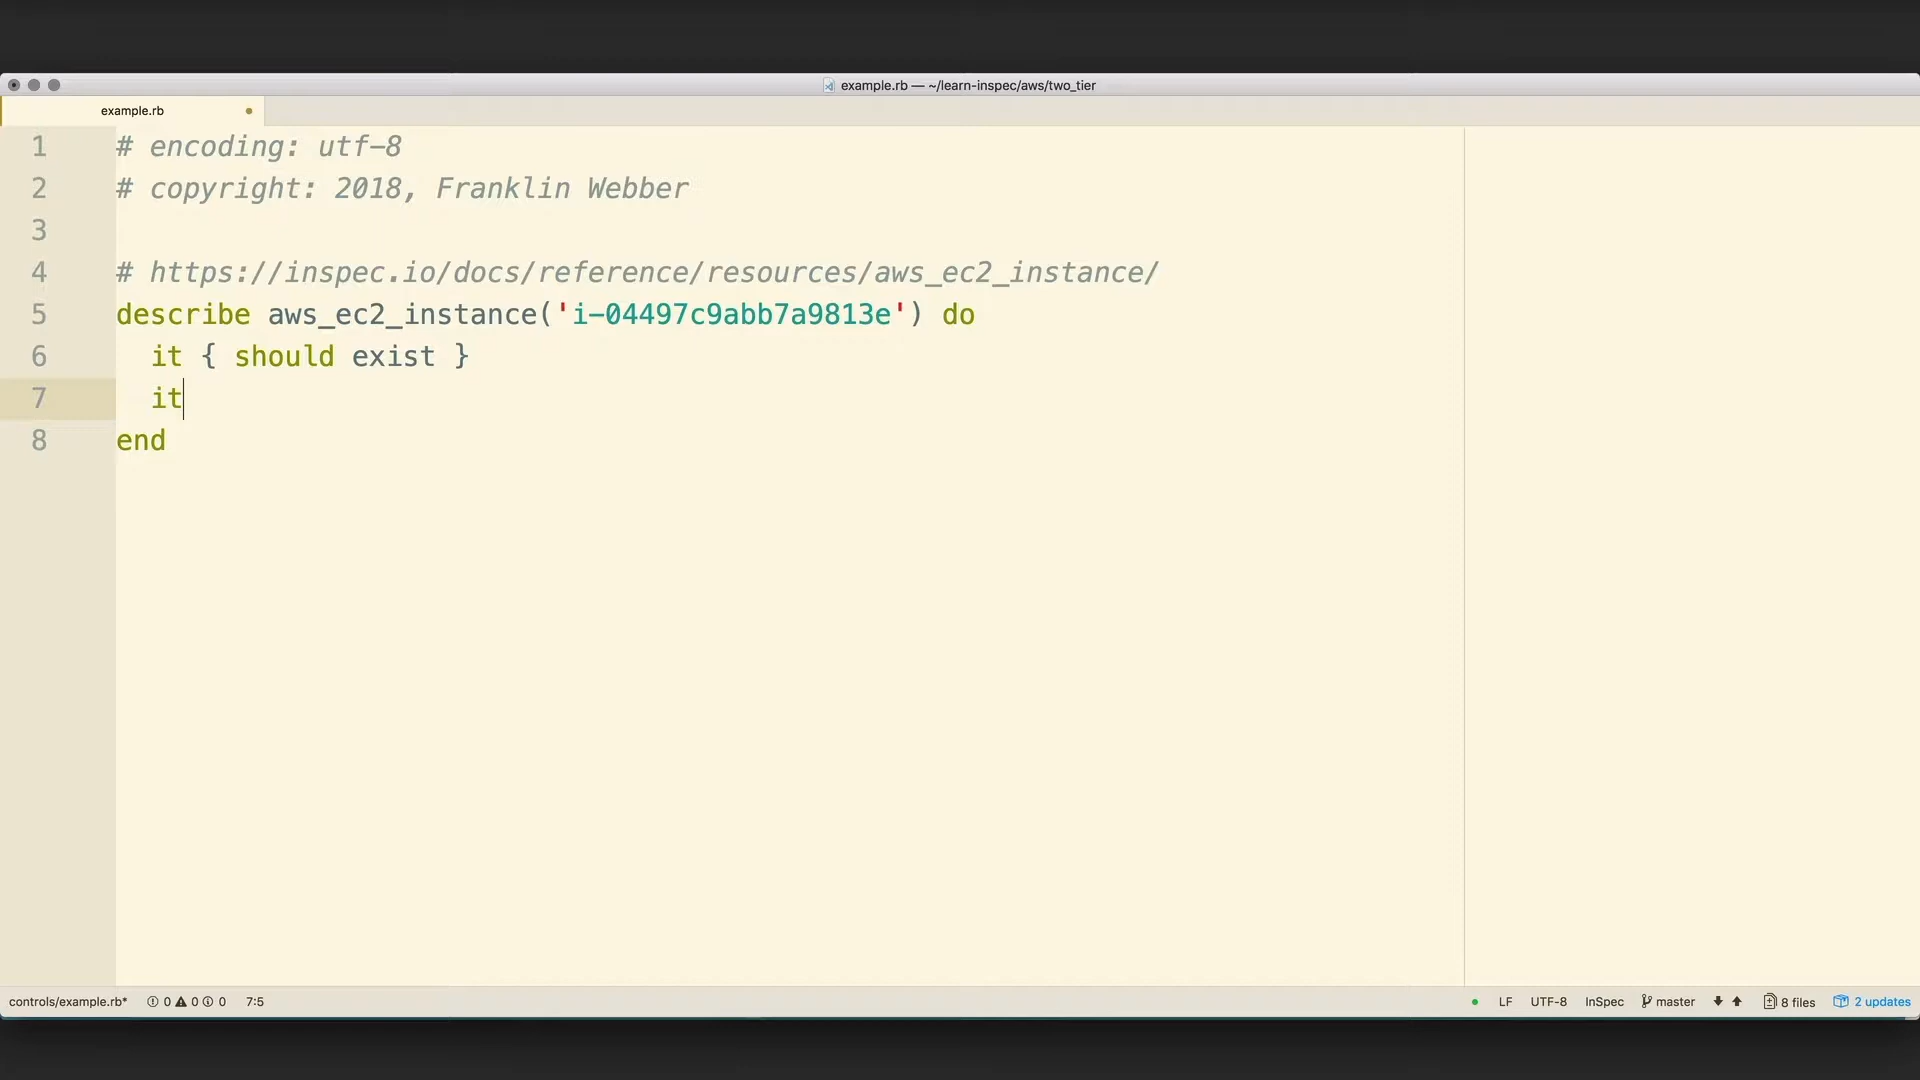 example.rb — ~/learn-inspec/aws/two_tier
example.rb
1 # encoding: utf-8
2 # copyright: 2018, Franklin Webber
3
4 # https://inspec.io/docs/reference/resources/aws_ec2_instance/
5 describe aws_ec2_instance('i-04497c9abb7a9813e') do
6 it { should exist }
7 it
8 end
controls/example.rb* 0 0 0 7:5 LF UTF-8 InSpec master 8 files 2 updates